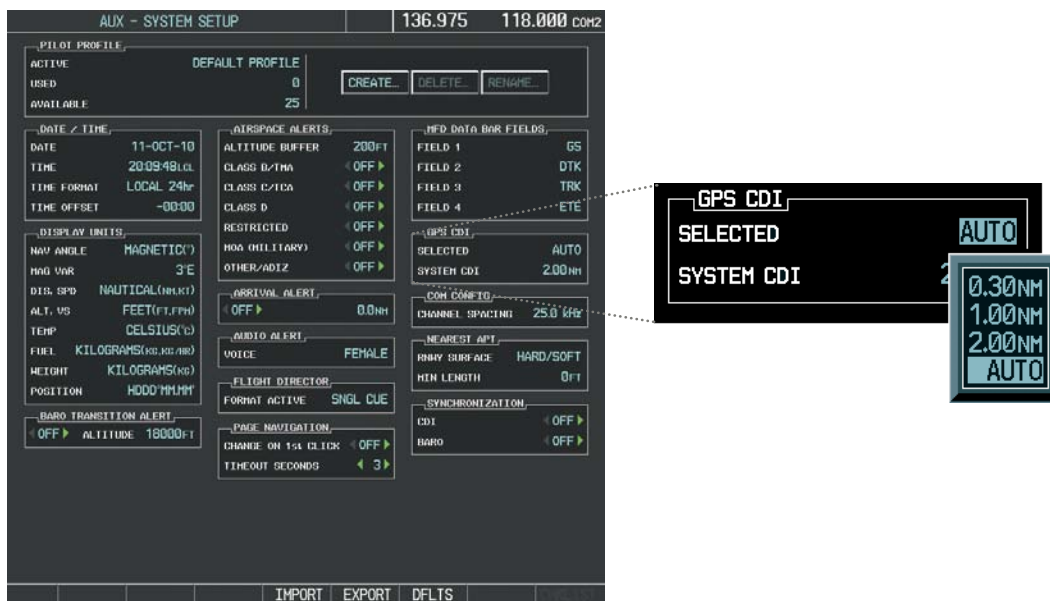 AUX - SYSTEM SETUP
136.975 118.000 COM2
PILOT PROFILE
ACTIVE DEFAULT PROFILE
USED 0
AVAILABLE 25
CREATE… DELETE… RENAME…
DATE / TIME
DATE 11-OCT-10
TIME 20:09:48LCL
TIME FORMAT LOCAL 24hr
TIME OFFSET -00:00
DISPLAY UNITS
NAV ANGLE MAGNETIC(°)
MAG VAR 3°E
DIS, SPD NAUTICAL(NM,KT)
ALT, VS FEET(FT,FPM)
TEMP CELSIUS(°C)
FUEL KILOGRAMS(KG,KG/HR)
WEIGHT KILOGRAMS(KG)
POSITION HDDD°MM.MM'
BARO TRANSITION ALERT
OFF ALTITUDE 18000FT
AIRSPACE ALERTS
ALTITUDE BUFFER 200FT
CLASS B/TMA OFF
CLASS C/TCA OFF
CLASS D OFF
RESTRICTED OFF
MOA (MILITARY) OFF
OTHER/ADIZ OFF
ARRIVAL ALERT
OFF 0.0NM
AUDIO ALERT
VOICE FEMALE
FLIGHT DIRECTOR
FORMAT ACTIVE SNGL CUE
PAGE NAVIGATION
CHANGE ON 1st CLICK OFF
TIMEOUT SECONDS 3
MFD DATA BAR FIELDS
FIELD 1 GS
FIELD 2 DTK
FIELD 3 TRK
FIELD 4 ETE
GPS CDI
SELECTED AUTO
SYSTEM CDI 2.00NM
COM CONFIG
CHANNEL SPACING 25.0 kHz
NEAREST APT
RNWY SURFACE HARD/SOFT
MIN LENGTH 0FT
SYNCHRONIZATION
CDI OFF
BARO OFF
IMPORT EXPORT DFLTS
GPS CDI
SELECTED AUTO
SYSTEM CDI 2
0.30NM
1.00NM
2.00NM
AUTO